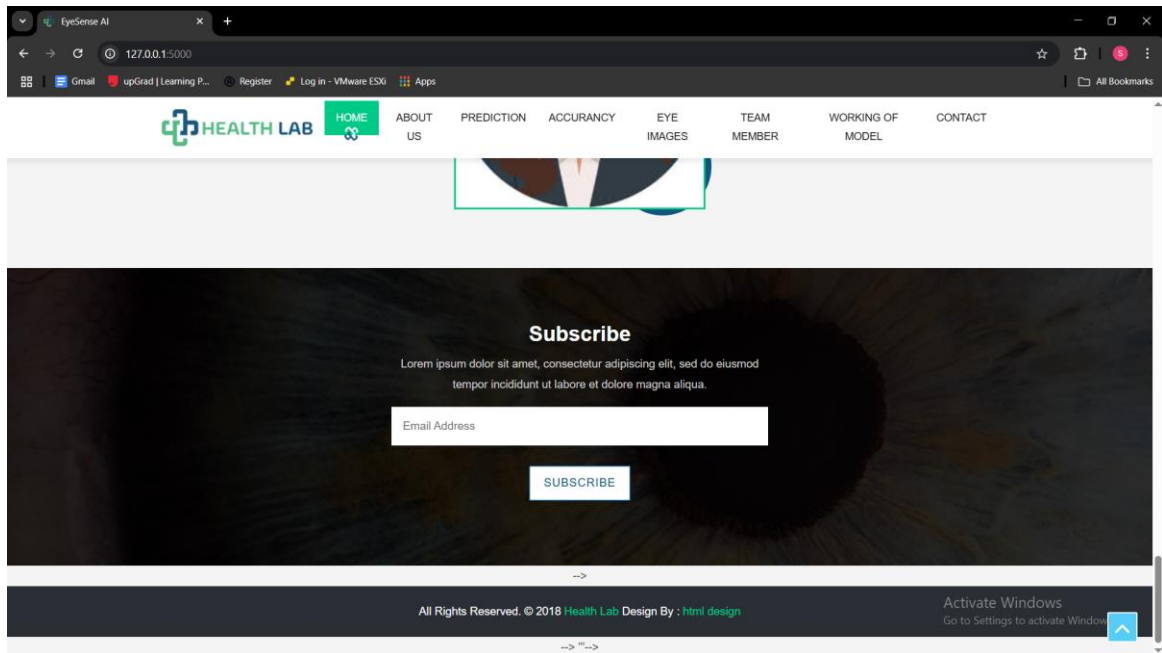 EyeSense AI
127.0.0.1:5000
S
Gmail upGrad | Learning P... Register Log in - VMware ESXi Apps All Bookmarks
HEALTH LAB
HOME ABOUT US PREDICTION ACCURANCY EYE IMAGES TEAM MEMBER WORKING OF MODEL CONTACT
Subscribe
Lorem ipsum dolor sit amet, consectetur adipiscing elit, sed do eiusmod
tempor incididunt ut labore et dolore magna aliqua.
Email Address
SUBSCRIBE
-->
All Rights Reserved. © 2018 Health Lab Design By : html design
Activate Windows
Go to Settings to activate Window
--> """-->